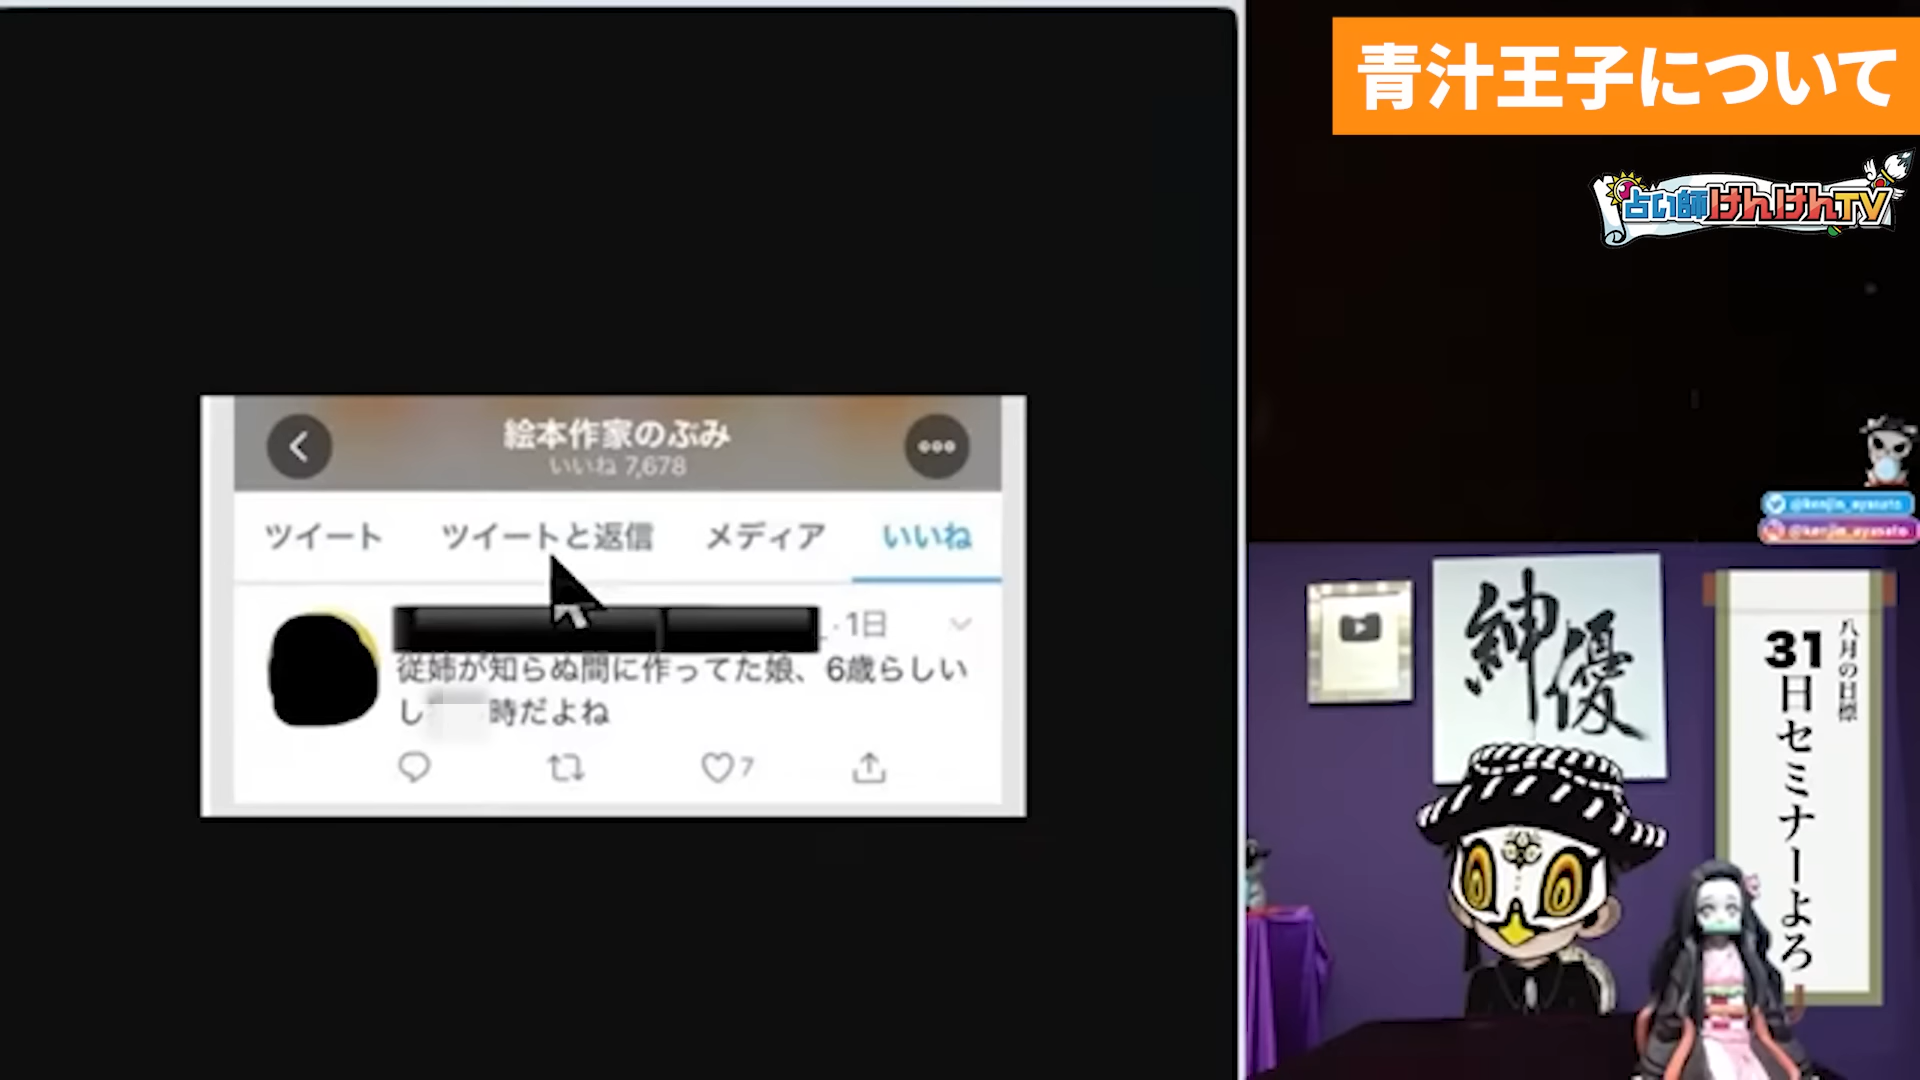 青汁王子について
占い師けんけんTV
絵本作家のぶみ
いいね 7,678
ツイート ツイートと返信 メディア いいね
· 1日
従姉が知らぬ間に作ってた娘、6歳らしい
し 時だよね
7
@kenjin_ayasato
@kenjin_ayasato
紳優
八月の目標
31日セミナーよろ